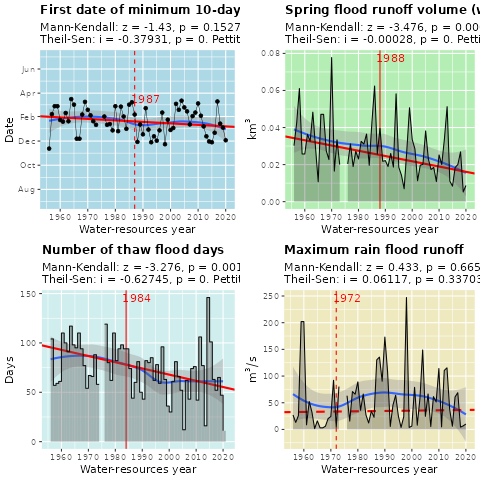 First date of minimum 10-day
Mann-Kendall: z = -1.43, p = 0.1527
Theil-Sen: i = -0.37931, p = 0. Pettit
Jun
Apr
Feb
Dec
Oct
Aug
Date
1987
1960 1970 1980 1990 2000 2010 2020
Water-resources year
Spring flood runoff volume (w
Mann-Kendall: z = -3.476, p = 0.00
Theil-Sen: i = -0.00028, p = 0. Pet
0.08
0.06
0.04
0.02
0.00
km³
1988
1960 1970 1980 1990 2000 2010 2020
Water-resources year
Number of thaw flood days
Mann-Kendall: z = -3.276, p = 0.001
Theil-Sen: i = -0.62745, p = 0. Pettit
150
100
50
0
Days
1984
1960 1970 1980 1990 2000 2010 2020
Water-resources year
Maximum rain flood runoff
Mann-Kendall: z = 0.433, p = 0.665
Theil-Sen: i = 0.06117, p = 0.33703
250
200
150
100
50
0
m³/s
1972
1960 1970 1980 1990 2000 2010 2020
Water-resources year